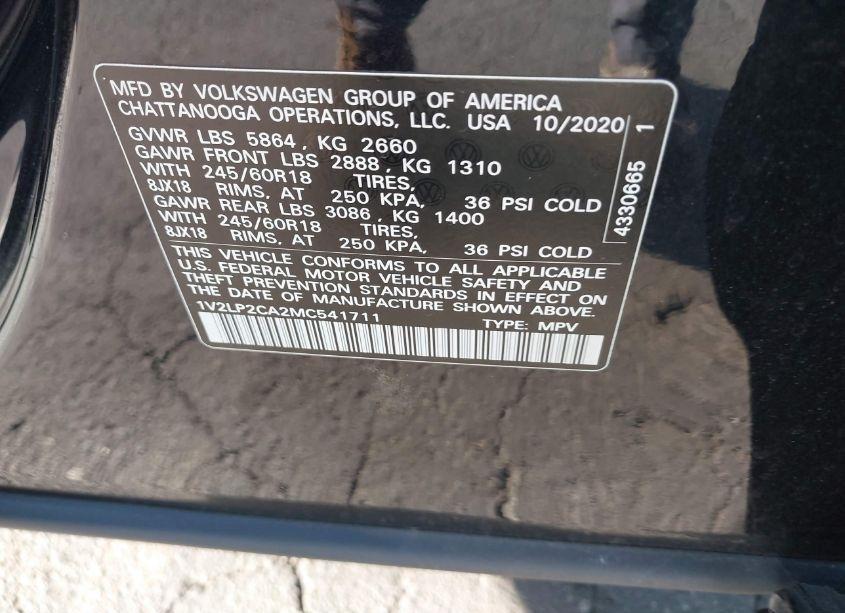 MFD BY VOLKSWAGEN GROUP OF AMERICA
CHATTANOOGA OPERATIONS, LLC. USA 10/2020
GVWR LBS 5864, KG 2660
GAWR FRONT LBS 2888, KG 1310
WITH 245/60R18 TIRES,
8JX18 RIMS, AT 250 KPA, 36 PSI COLD
GAWR REAR LBS 3086, KG 1400
WITH 245/60R18 TIRES,
8JX18 RIMS, AT 250 KPA, 36 PSI COLD
THIS VEHICLE CONFORMS TO ALL APPLICABLE
U.S. FEDERAL MOTOR VEHICLE SAFETY AND
THEFT PREVENTION STANDARDS IN EFFECT ON
THE DATE OF MANUFACTURE SHOWN ABOVE.
1V2LP2CA2MC541711 TYPE: MPV
4330665 1